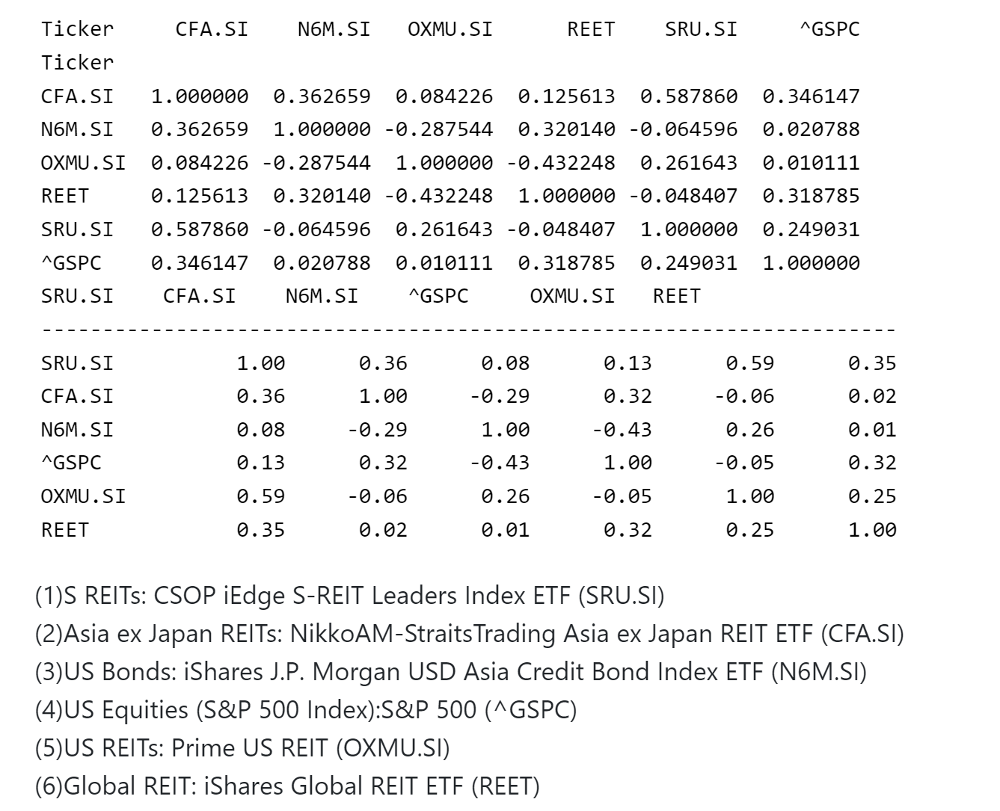 Ticker CFA.SI N6M.SI OXMU.SI REET SRU.SI ^GSPC
Ticker
CFA.SI 1.000000 0.362659 0.084226 0.125613 0.587860 0.346147
N6M.SI 0.362659 1.000000 -0.287544 0.320140 -0.064596 0.020788
OXMU.SI 0.084226 -0.287544 1.000000 -0.432248 0.261643 0.010111
REET 0.125613 0.320140 -0.432248 1.000000 -0.048407 0.318785
SRU.SI 0.587860 -0.064596 0.261643 -0.048407 1.000000 0.249031
^GSPC 0.346147 0.020788 0.010111 0.318785 0.249031 1.000000
SRU.SI CFA.SI N6M.SI ^GSPC OXMU.SI REET
----------------------------------------------------------------------
SRU.SI 1.00 0.36 0.08 0.13 0.59 0.35
CFA.SI 0.36 1.00 -0.29 0.32 -0.06 0.02
N6M.SI 0.08 -0.29 1.00 -0.43 0.26 0.01
^GSPC 0.13 0.32 -0.43 1.00 -0.05 0.32
OXMU.SI 0.59 -0.06 0.26 -0.05 1.00 0.25
REET 0.35 0.02 0.01 0.32 0.25 1.00
(1)S REITs: CSOP iEdge S-REIT Leaders Index ETF (SRU.SI)
(2)Asia ex Japan REITs: NikkoAM-StraitsTrading Asia ex Japan REIT ETF (CFA.SI)
(3)US Bonds: iShares J.P. Morgan USD Asia Credit Bond Index ETF (N6M.SI)
(4)US Equities (S&P 500 Index):S&P 500 (^GSPC)
(5)US REITs: Prime US REIT (OXMU.SI)
(6)Global REIT: iShares Global REIT ETF (REET)